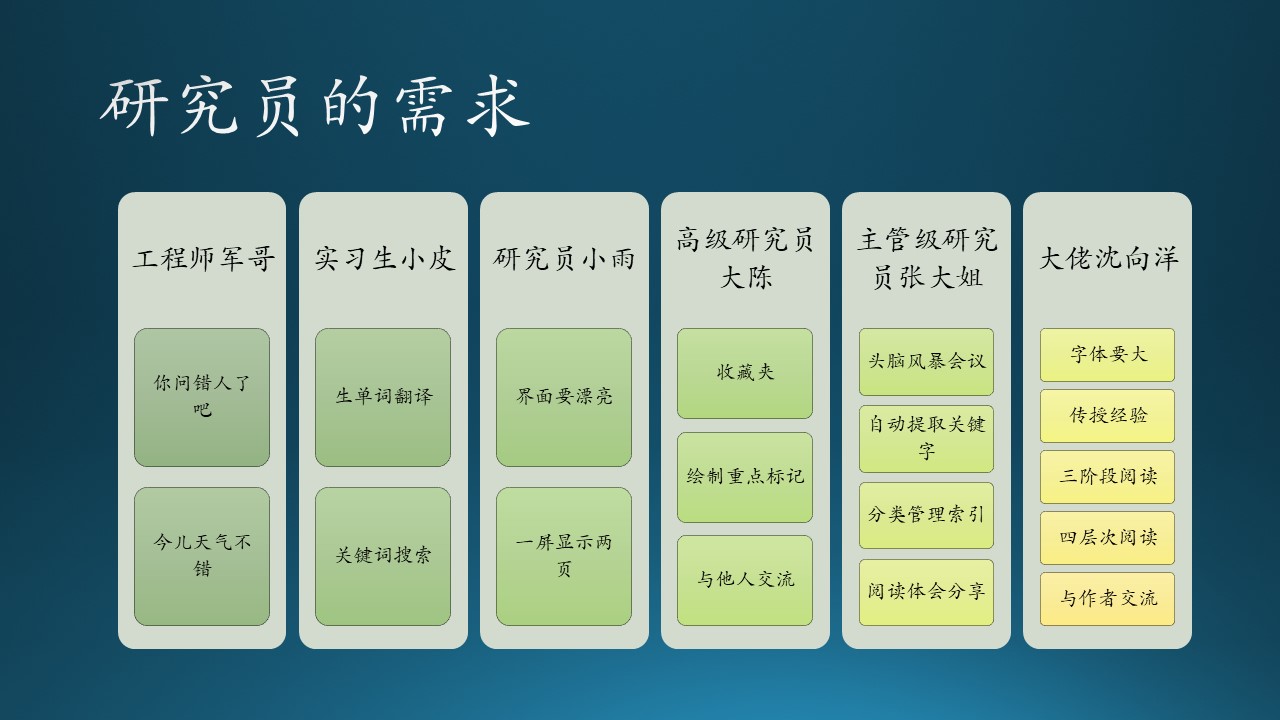 研究员的需求
工程师军哥
你问错人了
吧
今儿天气不
错
实习生小皮
生单词翻译
关键词搜索
研究员小雨
界面要漂亮
一屏显示两
页
高级研究员
大陈
收藏夹
绘制重点标记
与他人交流
主管级研究
员张大姐
头脑风暴会议
自动提取关键
字
分类管理索引
阅读体会分享
大佬沈向洋
字体要大
传授经验
三阶段阅读
四层次阅读
与作者交流